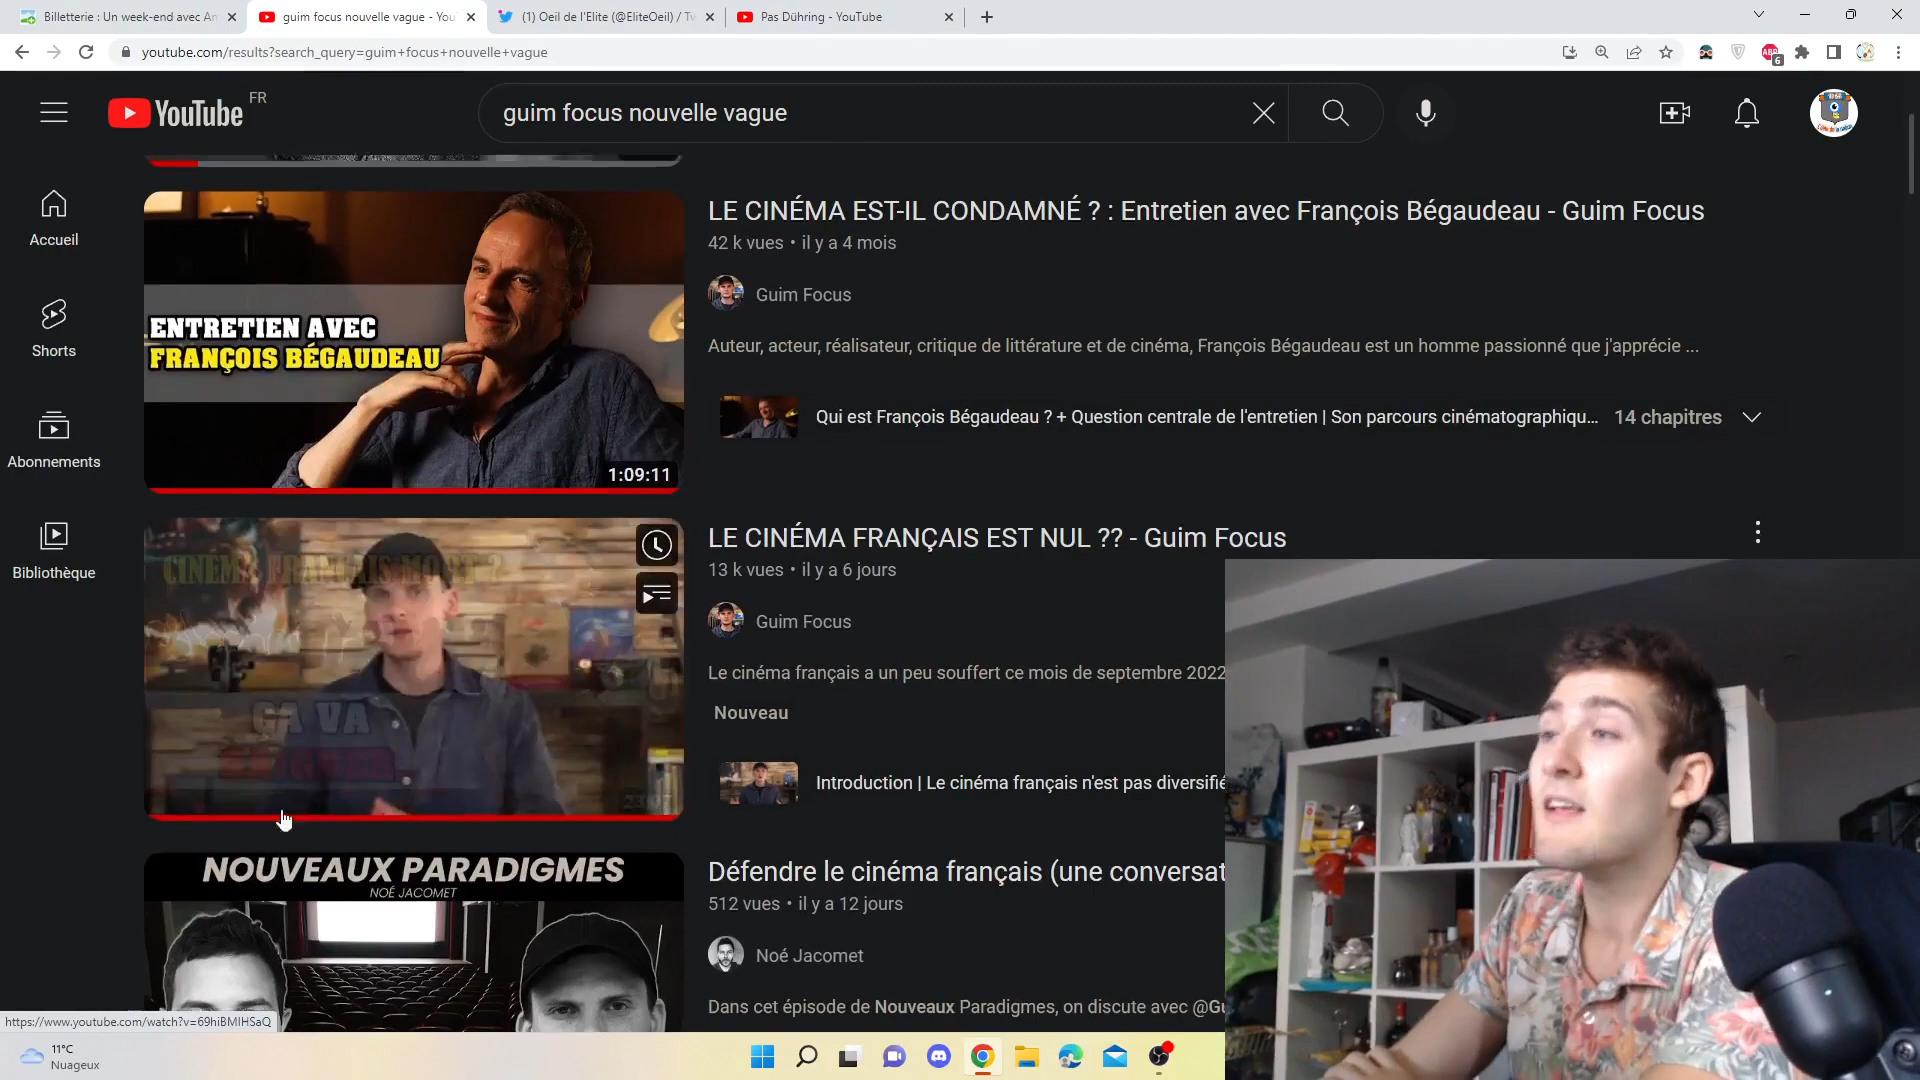 Billetterie : Un week-end avec An
guim focus nouvelle vague - You
(1) Oeil de l'Elite (@EliteOeil) / Tw
Pas Dühring - YouTube
youtube.com/results?search_query=guim+focus+nouvelle+vague
ABP
6
YouTube
FR
guim focus nouvelle vague
Accueil
Shorts
Abonnements
Bibliothèque
ENTRETIEN AVEC
FRANÇOIS BÉGAUDEAU
1:09:11
LE CINÉMA EST-IL CONDAMNÉ ? : Entretien avec François Bégaudeau - Guim Focus
42 k vues • il y a 4 mois
Guim Focus
Auteur, acteur, réalisateur, critique de littérature et de cinéma, François Bégaudeau est un homme passionné que j'apprécie ...
Qui est François Bégaudeau ? + Question centrale de l'entretien | Son parcours cinématographiqu...
14 chapitres
CINÉMA FRANÇAIS MORT ?
ÇA VA
SAIGNER
LE CINÉMA FRANÇAIS EST NUL ?? - Guim Focus
13 k vues • il y a 6 jours
Guim Focus
Le cinéma français a un peu souffert ce mois de septembre 2022
Nouveau
Introduction | Le cinéma français n'est pas diversifié
NOUVEAUX PARADIGMES
NOÉ JACOMET
Défendre le cinéma français (une conversat
512 vues • il y a 12 jours
Noé Jacomet
Dans cet épisode de Nouveaux Paradigmes, on discute avec @Gu
https://www.youtube.com/watch?v=69hiBMIHSaQ
11°C
Nuageux